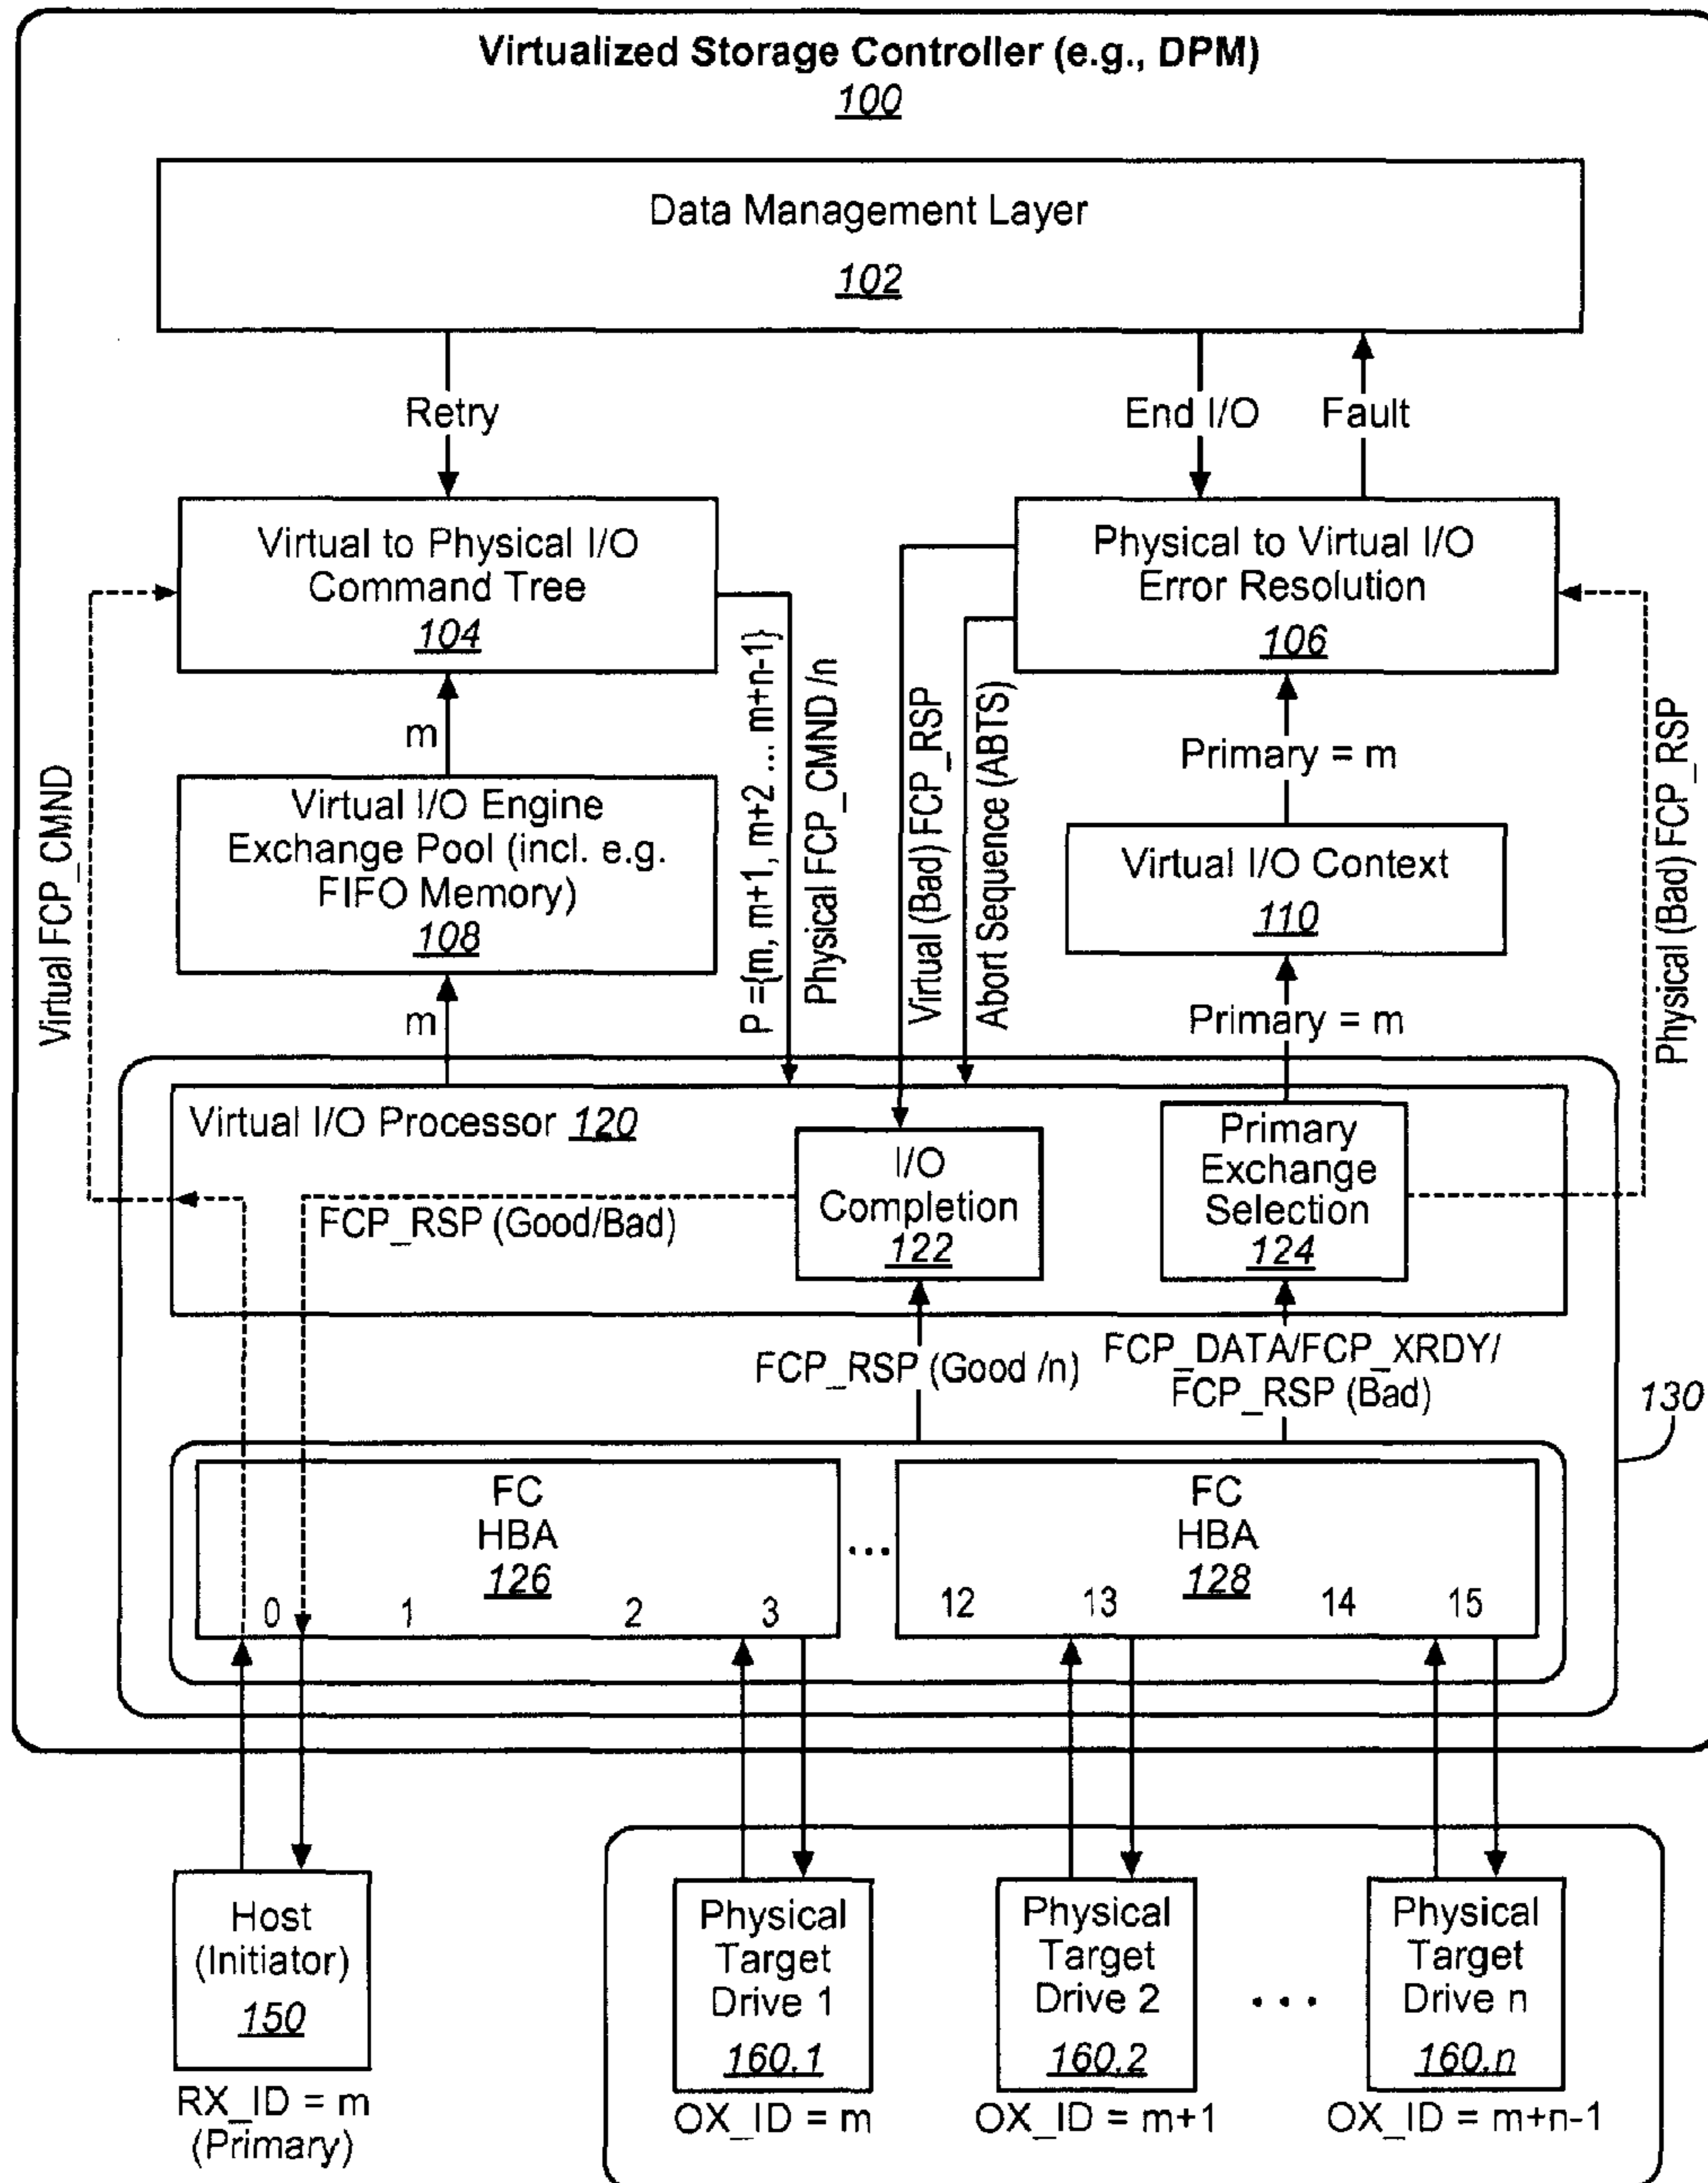 Virtualized Storage Controller (e.g., DPM)
100
Data Management Layer
102
Retry
End I/O
Fault
Virtual to Physical I/O
Command Tree
104
Physical to Virtual I/O
Error Resolution
106
Virtual FCP_CMND
m
P ={m, m+1, m+2 ... m+n-1}
Physical FCP_CMND /n
Virtual (Bad) FCP_RSP
Abort Sequence (ABTS)
Primary = m
Physical (Bad) FCP_RSP
Virtual I/O Engine
Exchange Pool (incl. e.g.
FIFO Memory)
108
Virtual I/O Context
110
m
Primary = m
Virtual I/O Processor 120
I/O
Completion
122
Primary
Exchange
Selection
124
FCP_RSP (Good/Bad)
FCP_RSP (Good /n)
FCP_DATA/FCP_XRDY/
FCP_RSP (Bad)
130
FC
HBA
126
0 1 2 3
...
FC
HBA
128
12 13 14 15
Host
(Initiator)
150
RX_ID = m
(Primary)
Physical
Target
Drive 1
160.1
OX_ID = m
Physical
Target
Drive 2
160.2
OX_ID = m+1
...
Physical
Target
Drive n
160.n
OX_ID = m+n-1